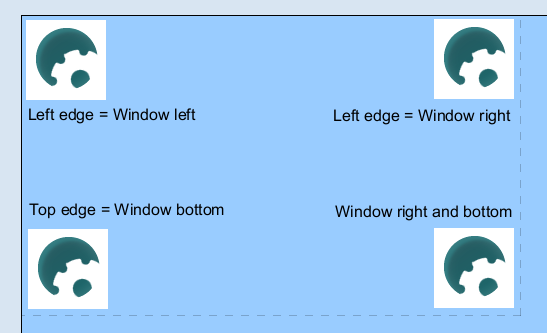 Left edge = Window left
Left edge = Window right
Top edge = Window bottom
Window right and bottom